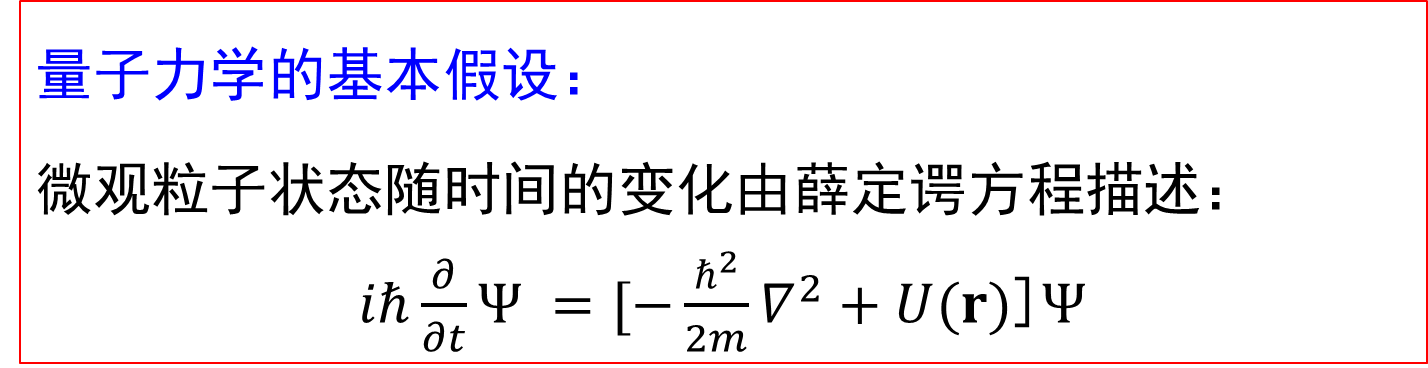 量子力学的基本假设：
微观粒子状态随时间的变化由薛定谔方程描述：
iℏ ∂/∂t Ψ = [−ℏ²/2m ∇² + U(𝐫)]Ψ